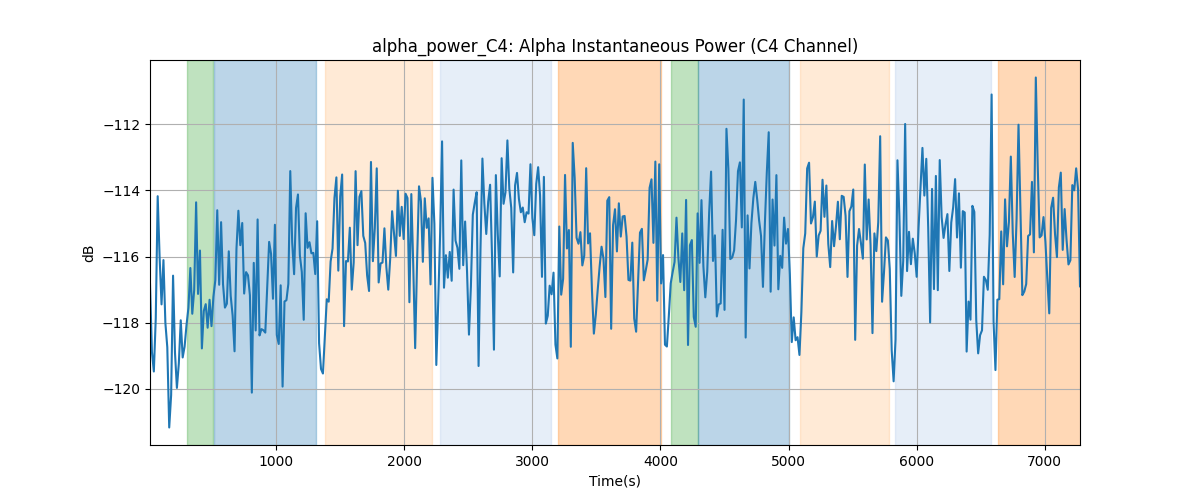 alpha_power_C4: Alpha Instantaneous Power (C4 Channel)
−112
−114
−116
−118
−120
dB
1000 2000 3000 4000 5000 6000 7000
Time(s)